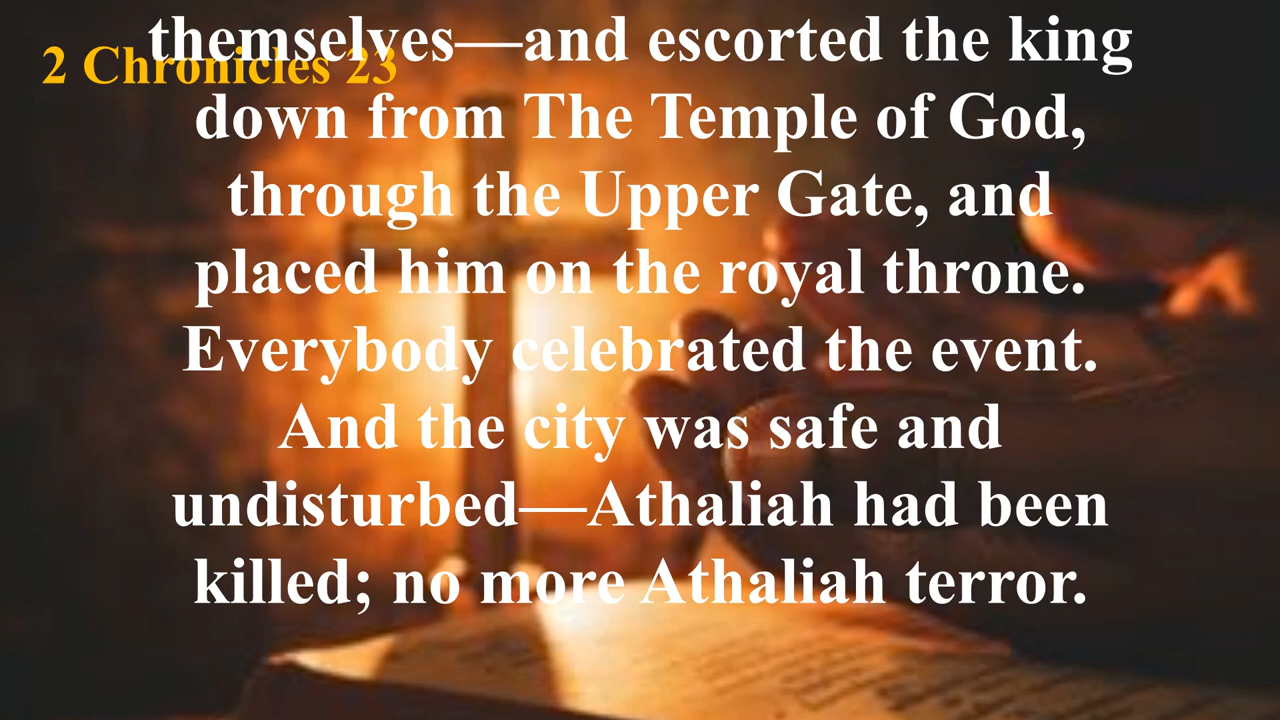 themselves—and escorted the king
2 Chronicles 23
down from The Temple of God,
through the Upper Gate, and
placed him on the royal throne.
Everybody celebrated the event.
And the city was safe and
undisturbed—Athaliah had been
killed; no more Athaliah terror.